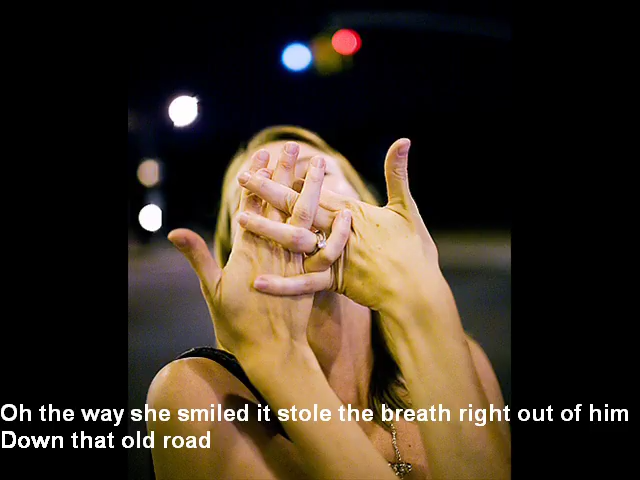 Oh the way she smiled it stole the breath right out of him
Down that old road